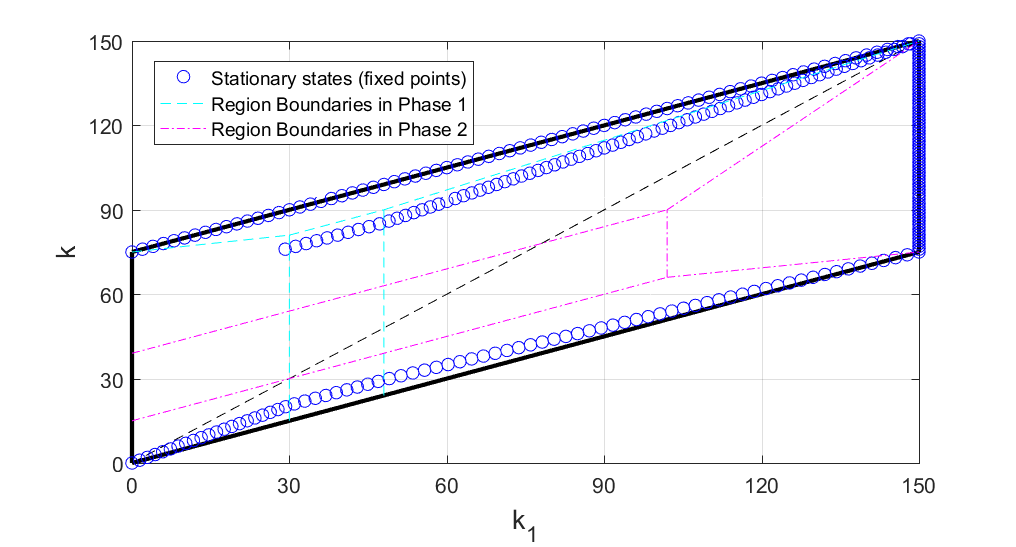 150
120
90
60
30
0
k
Stationary states (fixed points)
Region Boundaries in Phase 1
Region Boundaries in Phase 2
0 30 60 90 120 150
k₁